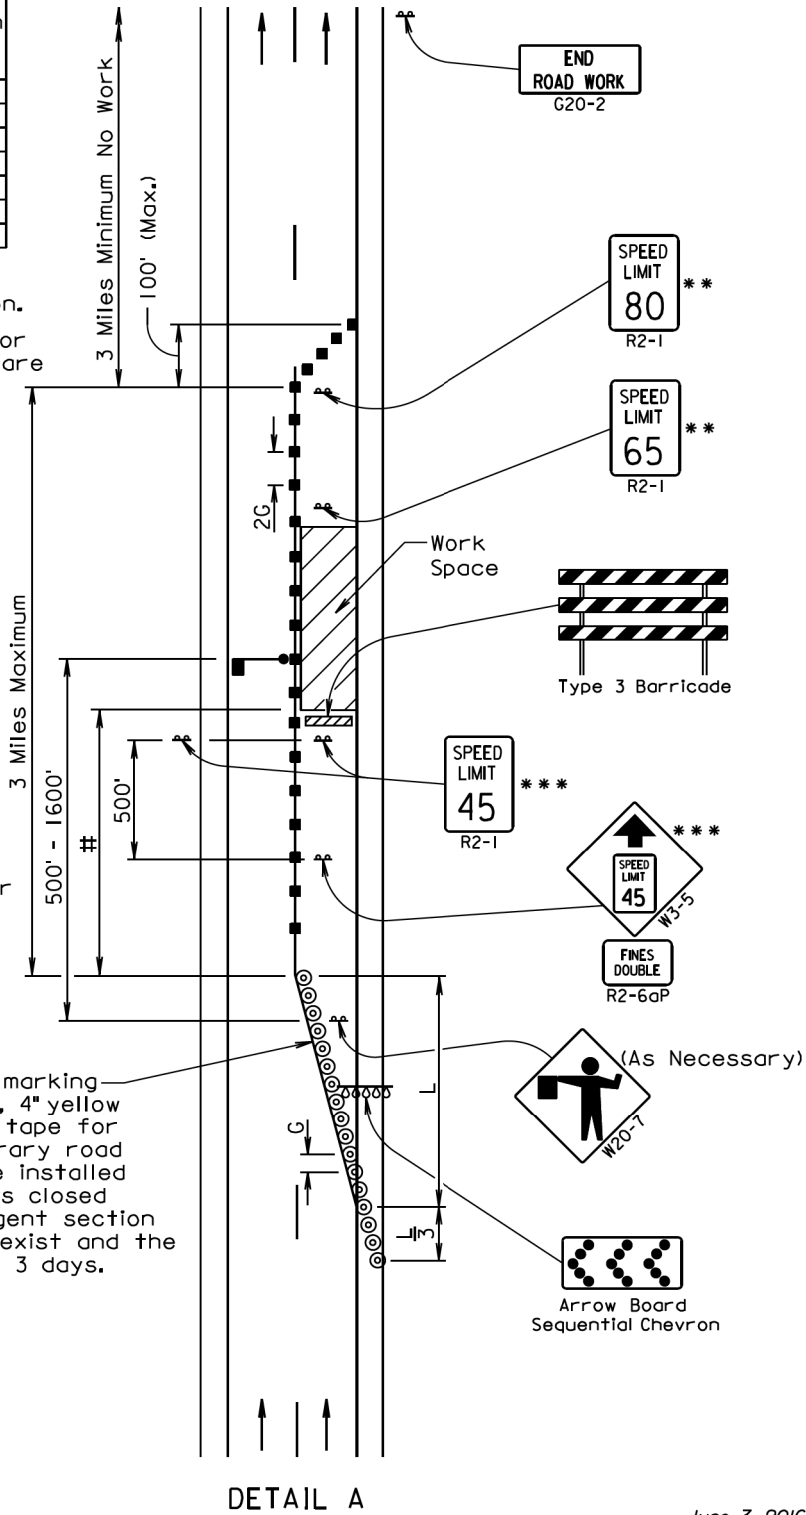 END
ROAD WORK
G20-2
3 Miles Minimum No Work
100' (Max.)
SPEED
LIMIT
80
**
R2-1
on.
or
are
SPEED
LIMIT
65
**
R2-1
2G
Work
Space
Type 3 Barricade
3 Miles Maximum
500' - 1600'
#
500'
SPEED
LIMIT
45
***
R2-1
SPEED
LIMIT
45
***
W3-5
FINES
DOUBLE
R2-6aP
r
(As Necessary)
W20-7
L
G
L
3
marking
4" yellow
tape for
rary road
e installed
s closed
gent section
exist and the
3 days.
Arrow Board
Sequential Chevron
DETAIL A